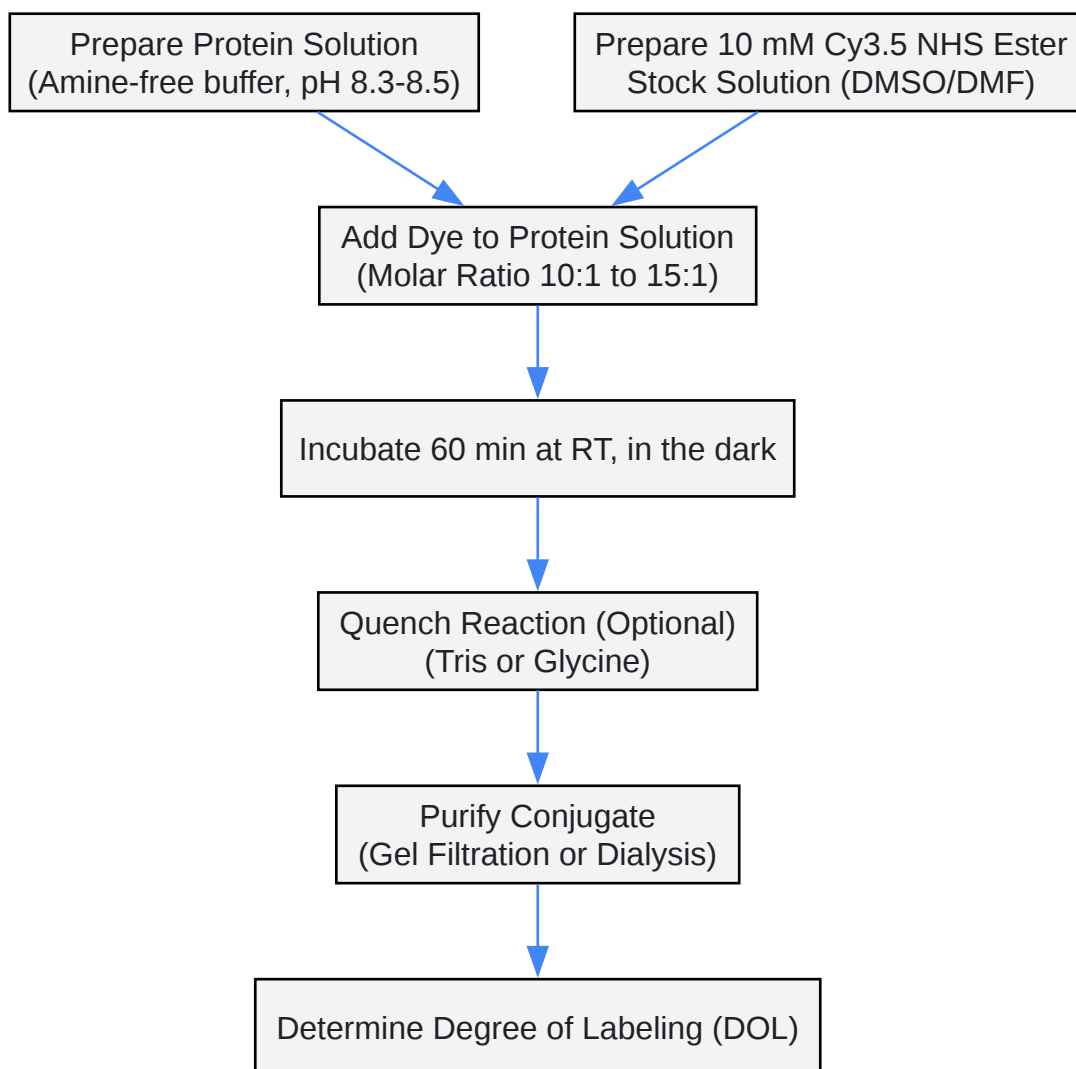 Prepare Protein Solution
(Amine-free buffer, pH 8.3-8.5)
Prepare 10 mM Cy3.5 NHS Ester
Stock Solution (DMSO/DMF)
Add Dye to Protein Solution
(Molar Ratio 10:1 to 15:1)
Incubate 60 min at RT, in the dark
Quench Reaction (Optional)
(Tris or Glycine)
Purify Conjugate
(Gel Filtration or Dialysis)
Determine Degree of Labeling (DOL)